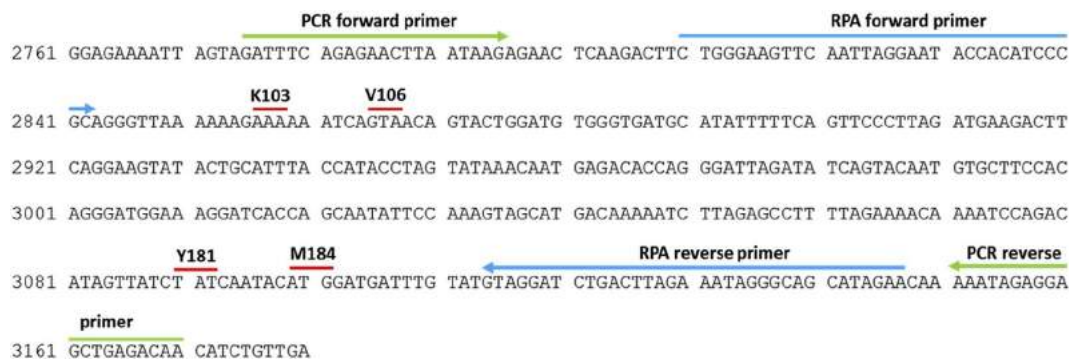 PCR forward primer RPA forward primer
2761 GGAGAAAATT AGTAGATTTC AGAGAACTTA ATAAGAGAAC TCAAGACTTC TGGGAAGTTC AATTAGGAAT ACCACATCCC
K103 V106
2841 GCAGGGTTAA AAAAGAAAAA ATCAGTAACA GTACTGGATG TGGGTGATGC ATATTTTTCA GTTCCCTTAG ATGAAGACTT
2921 CAGGAAGTAT ACTGCATTTA CCATACCTAG TATAAACAAT GAGACACCAG GGATTAGATA TCAGTACAAT GTGCTTCCAC
3001 AGGGATGGAA AGGATCACCA GCAATATTCC AAAGTAGCAT GACAAAAATC TTAGAGCCTT TTAGAAAACA AAATCCAGAC
Y181 M184 RPA reverse primer PCR reverse
3081 ATAGTTATCT ATCAATACAT GGATGATTTG TATGTAGGAT CTGACTTAGA AATAGGGCAG CATAGAACAA AAATAGAGGA
primer
3161 GCTGAGACAA CATCTGTTGA